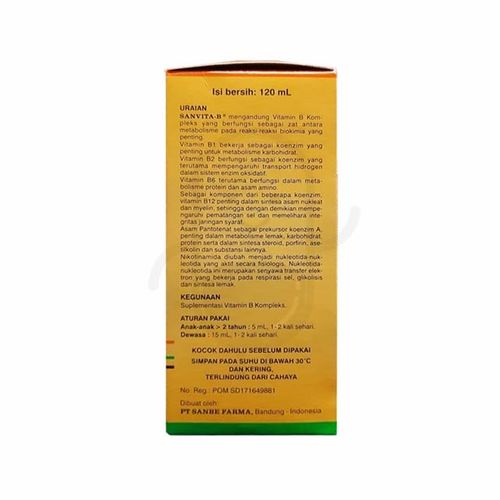 Isi bersih: 120 mL
URAIAN
SANVITA-B® mengandung Vitamin B Kom-
pleks yang berfungsi sebagai zat antara
metabolisme pada reaksi-reaksi biokimia yang
penting.
Vitamin B1 bekerja sebagai koenzim yang
penting untuk metabolisme karbohidrat.
Vitamin B2 berfungsi sebagai koenzim yang
terutama mempengaruhi transport hidrogen
dalam sistem enzim oksidatif.
Vitamin B6 terutama berfungsi dalam meta-
bolisme protein dan asam amino.
Sebagai komponen dari beberapa koenzim,
vitamin B12 penting dalam sintesa asam nukleat
dan myelin; sehingga dengan demikian mempe-
ngaruhi pematangan sel dan memelihara inte-
gritas jaringan syaraf.
Asam Pantotenat sebagai precursor koenzim A,
penting dalam metabolisme lemak, karbohidrat,
protein serta dalam sintesa steroid, porfirin, ase-
tilkolin dan substansi lain.
Nikotinamida diubah menjadi nukleotida-nukle-
otida yang aktif secara fisiologis. Nukleotida-
nukleotida ini merupakan senyawa transfer elek-
tron yang bekerja pada respirasi sel, glikolisis
dan sintesa lemak.
KEGUNAAN
Suplementasi Vitamin B Kompleks.
ATURAN PAKAI
Anak-anak > 2 tahun : 5 mL, 1- 2 kali sehari.
Dewasa : 15 mL, 1- 2 kali sehari.
KOCOK DAHULU SEBELUM DIPAKAI
SIMPAN PADA SUHU DI BAWAH 30°C
DAN KERING,
TERLINDUNG DARI CAHAYA
No. Reg.: POM SD171649881
Dibuat oleh:
PT SANBE FARMA, Bandung - Indonesia